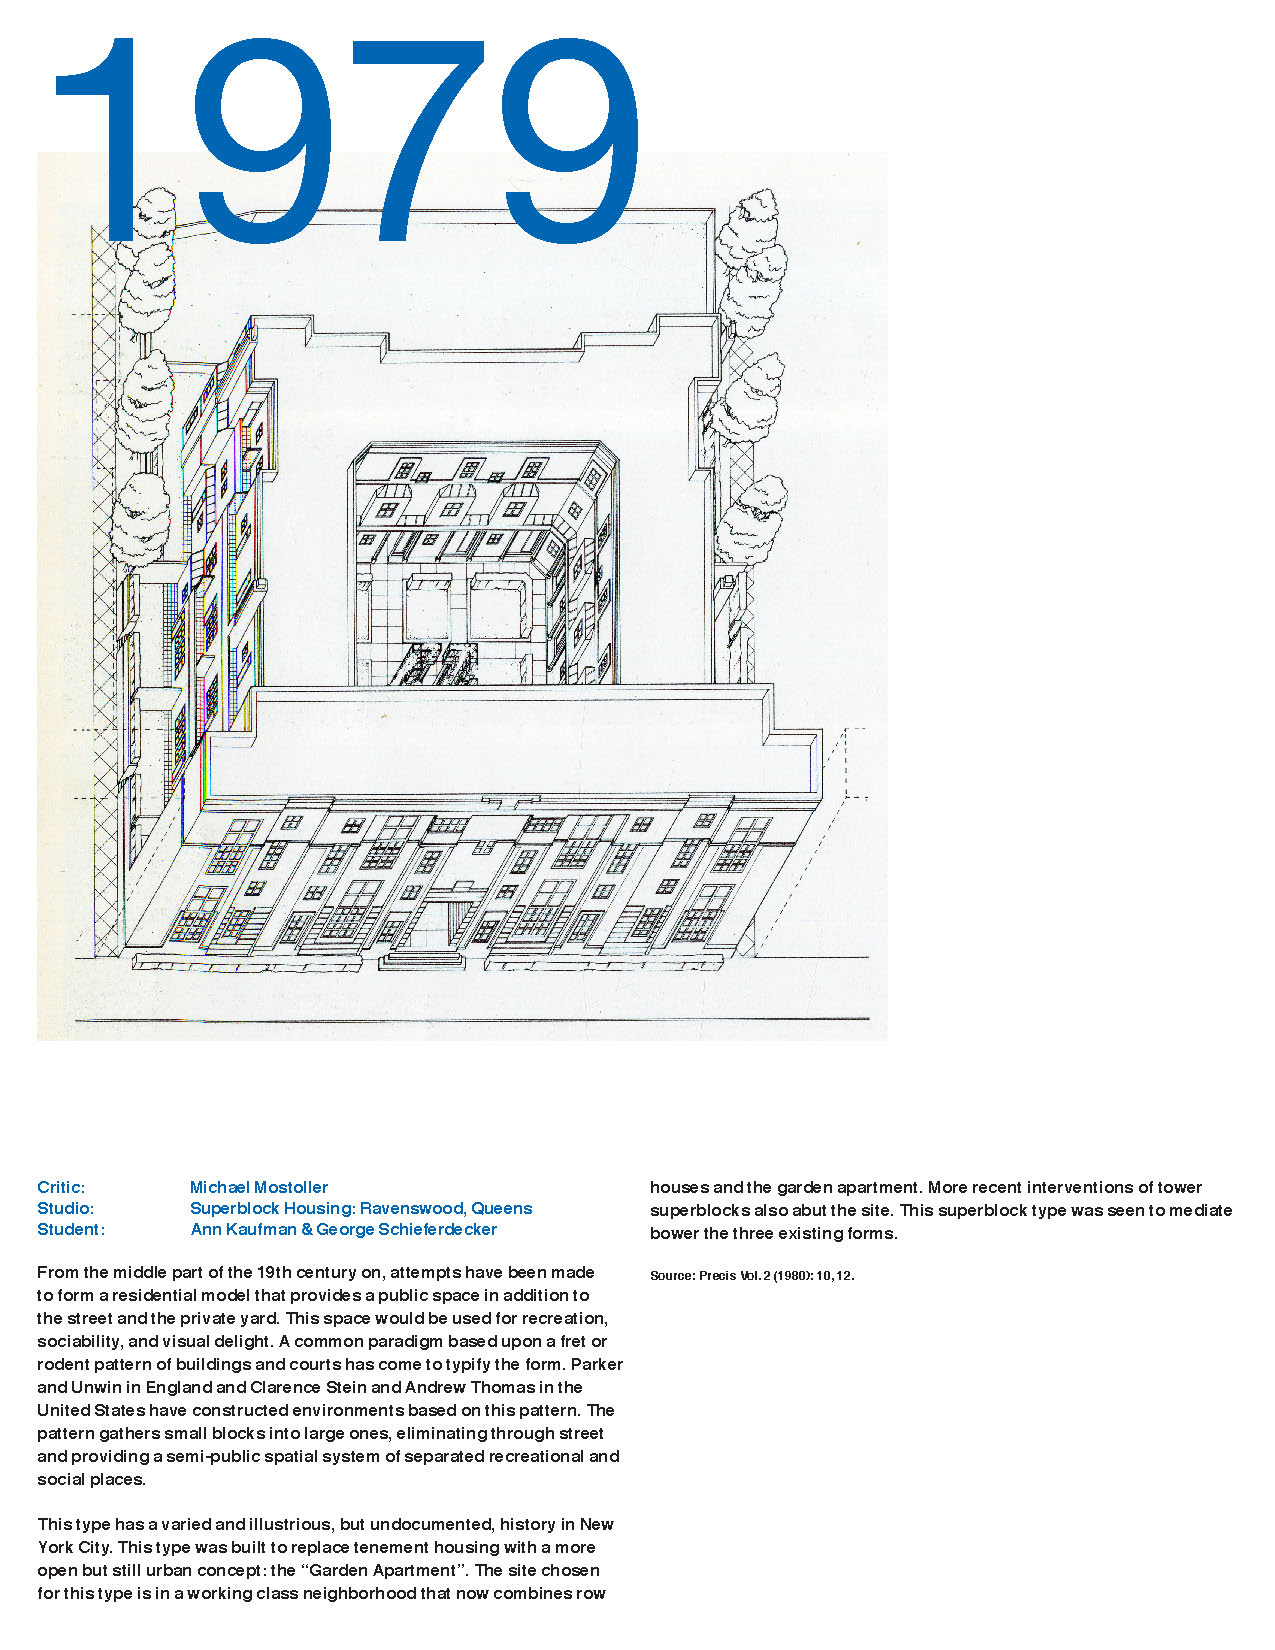 1979
Critic: Michael Mostoller
Studio: Superblock Housing: Ravenswood, Queens
Student: Ann Kaufman & George Schieferdecker
From the middle part of the 19th century on, attempts have been made
to form a residential model that provides a public space in addition to
the street and the private yard. This space would be used for recreation,
sociability, and visual delight. A common paradigm based upon a fret or
rodent pattern of buildings and courts has come to typify the form. Parker
and Unwin in England and Clarence Stein and Andrew Thomas in the
United States have constructed environments based on this pattern. The
pattern gathers small blocks into large ones, eliminating through street
and providing a semi-public spatial system of separated recreational and
social places.
This type has a varied and illustrious, but undocumented, history in New
York City. This type was built to replace tenement housing with a more
open but still urban concept: the “Garden Apartment”. The site chosen
for this type is in a working class neighborhood that now combines row
houses and the garden apartment. More recent interventions of tower
superblocks also abut the site. This superblock type was seen to mediate
bower the three existing forms.
Source: Precis Vol. 2 (1980): 10, 12.